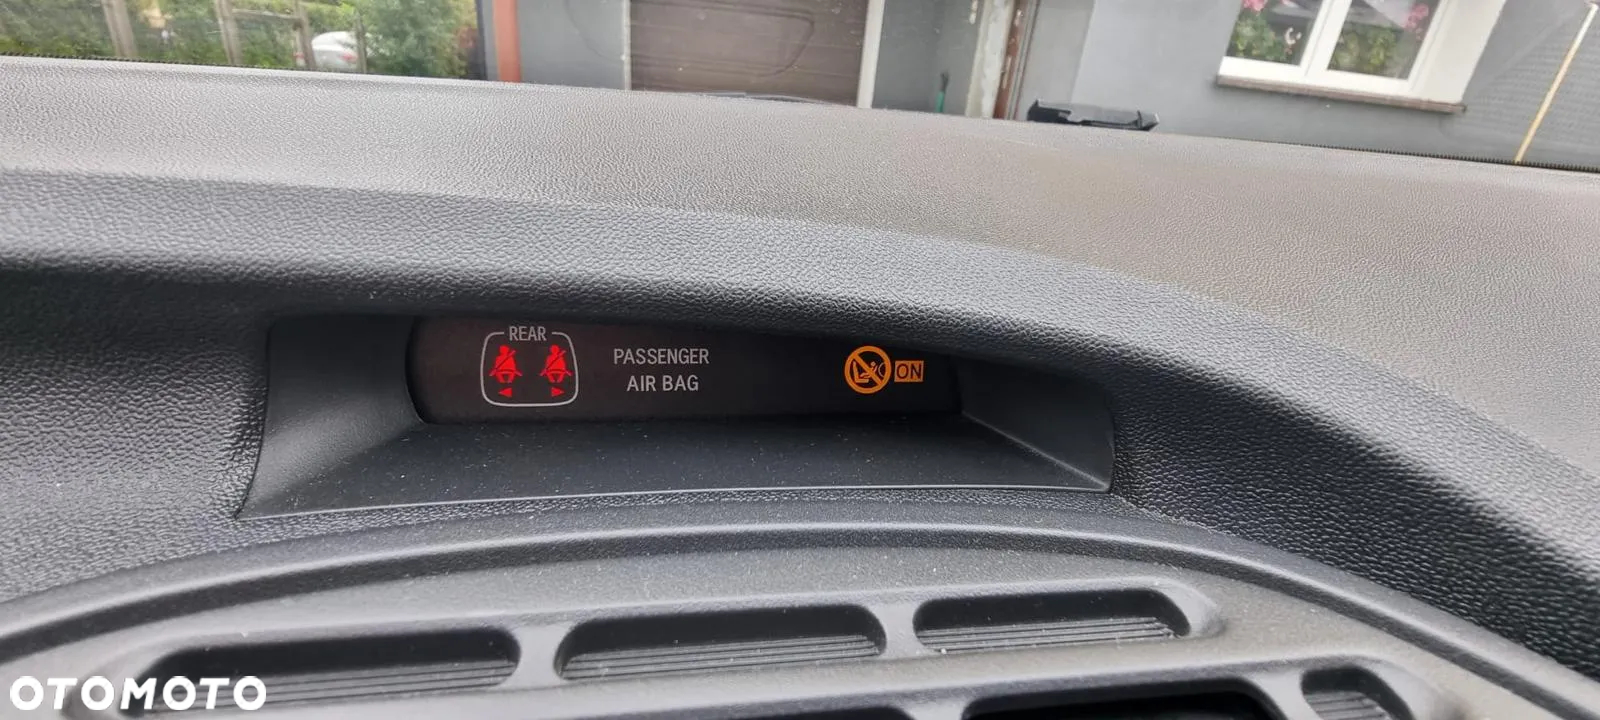 REAR
PASSENGER
AIR BAG
ON
OTOMOTO